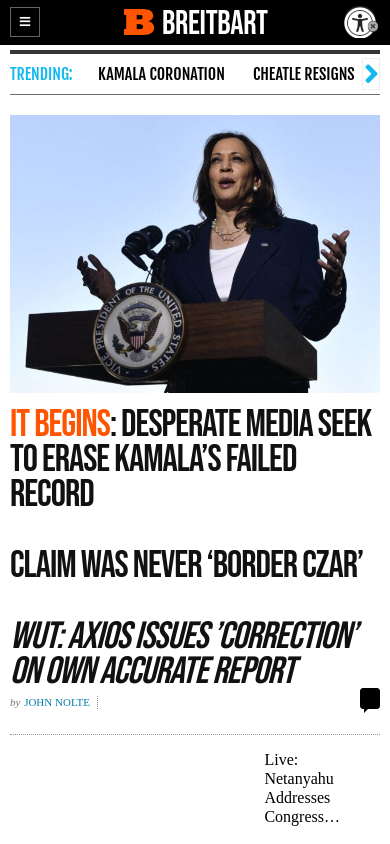 BREITBART
TRENDING:
KAMALA CORONATION
CHEATLE RESIGNS
IT BEGINS: DESPERATE MEDIA SEEK
TO ERASE KAMALA’S FAILED
RECORD
CLAIM WAS NEVER ‘BORDER CZAR’
WUT: AXIOS ISSUES ’CORRECTION’
ON OWN ACCURATE REPORT
by JOHN NOLTE
Live:
Netanyahu
Addresses
Congress…